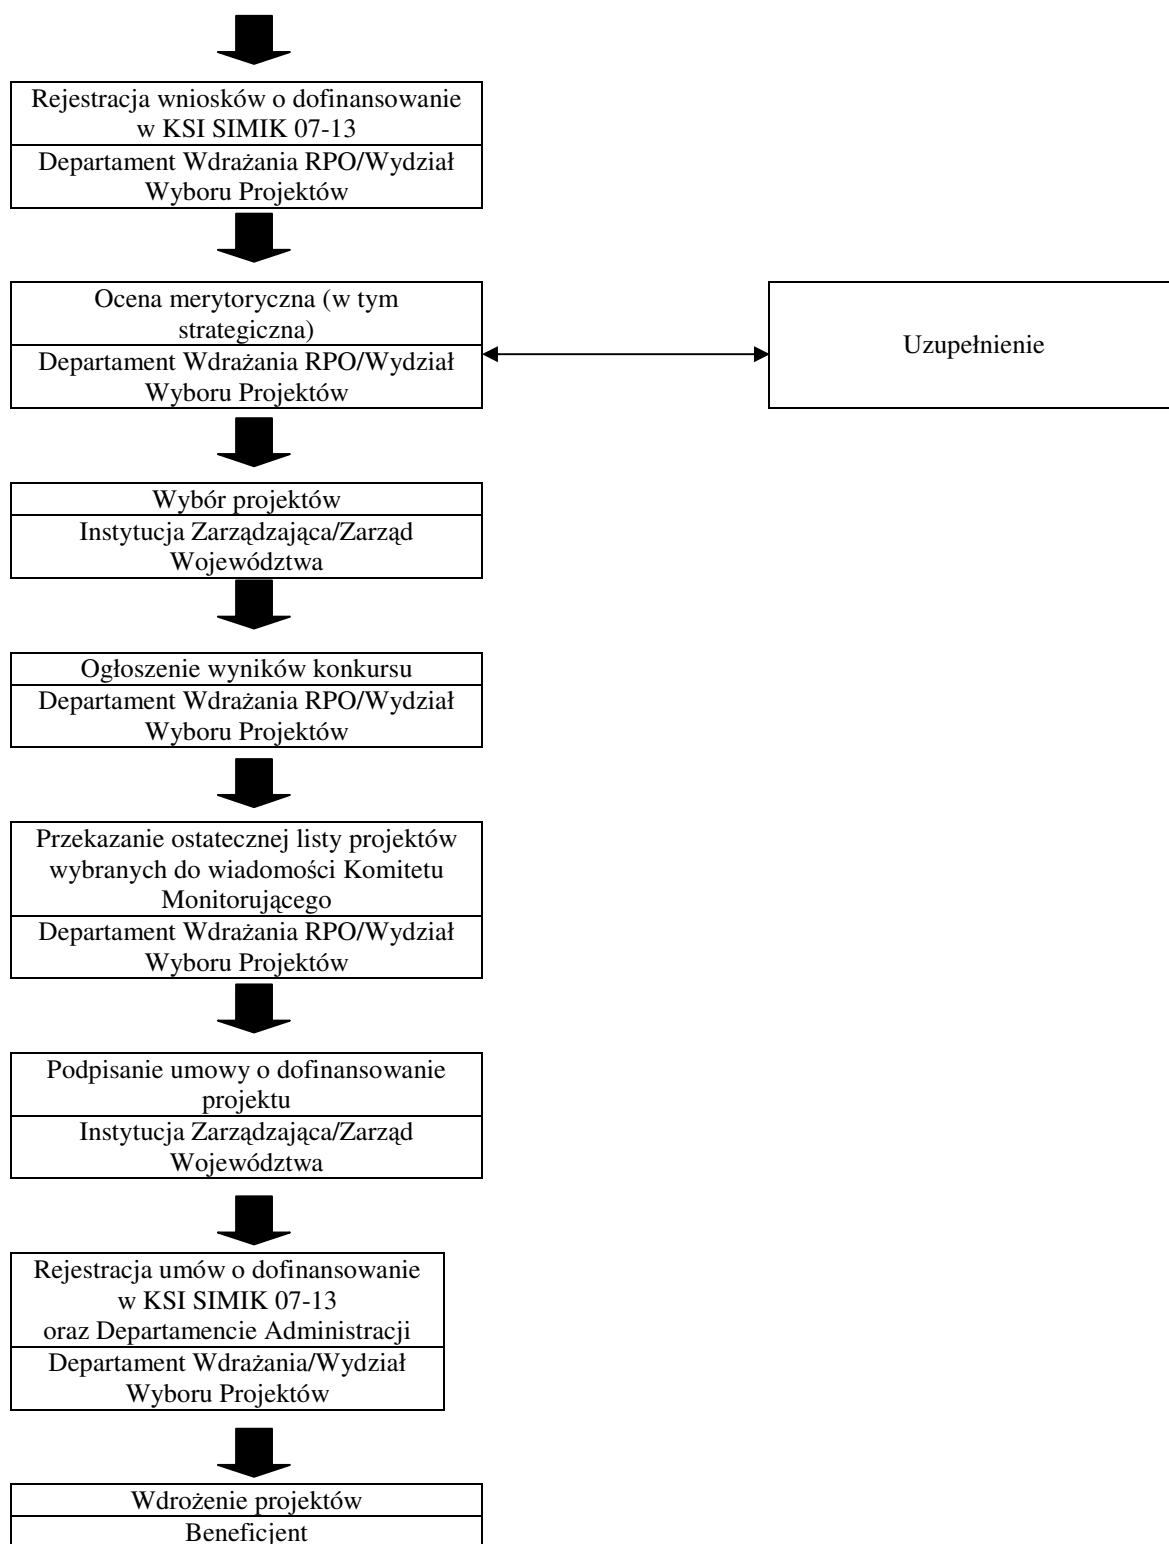 Rejestracja wniosków o dofinansowanie
w KSI SIMIK 07-13
Departament Wdrażania RPO/Wydział
Wyboru Projektów
Ocena merytoryczna (w tym
strategiczna)
Departament Wdrażania RPO/Wydział
Wyboru Projektów
Uzupełnienie
Wybór projektów
Instytucja Zarządzająca/Zarząd
Województwa
Ogłoszenie wyników konkursu
Departament Wdrażania RPO/Wydział
Wyboru Projektów
Przekazanie ostatecznej listy projektów
wybranych do wiadomości Komitetu
Monitorującego
Departament Wdrażania RPO/Wydział
Wyboru Projektów
Podpisanie umowy o dofinansowanie
projektu
Instytucja Zarządzająca/Zarząd
Województwa
Rejestracja umów o dofinansowanie
w KSI SIMIK 07-13
oraz Departamencie Administracji
Departament Wdrażania/Wydział
Wyboru Projektów
Wdrożenie projektów
Beneficjent